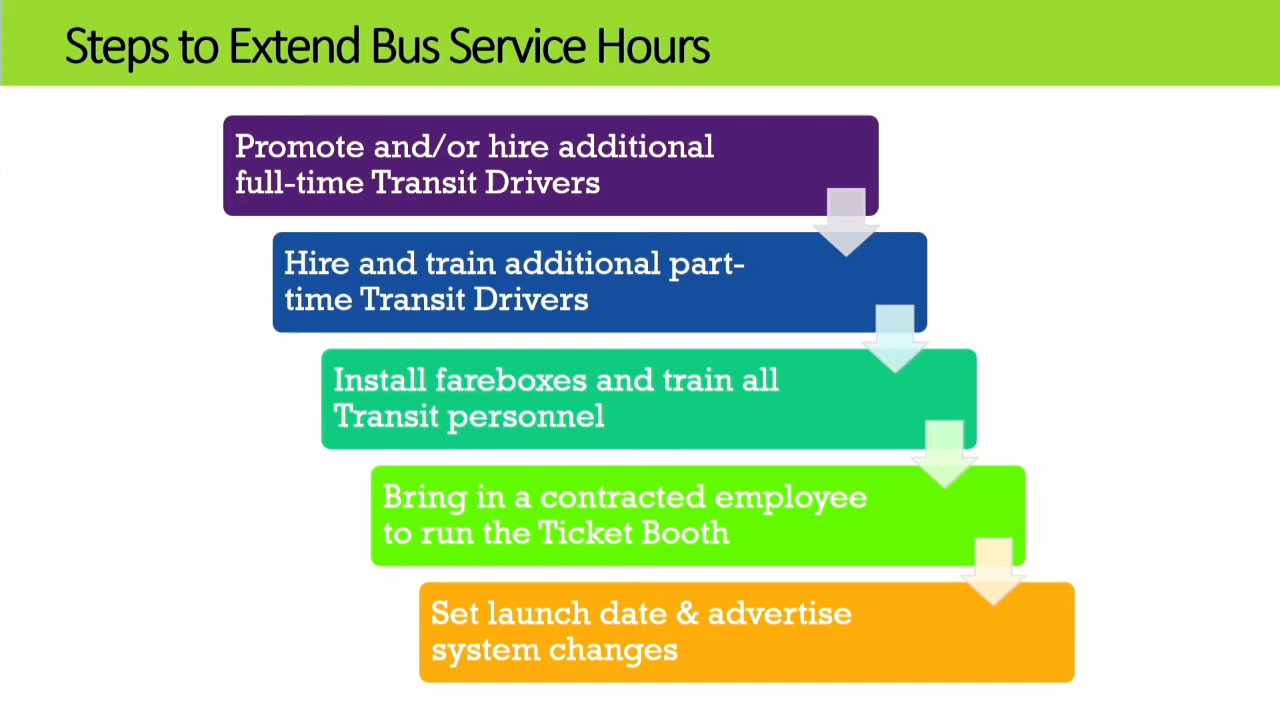 Steps to Extend Bus Service Hours
Promote and/or hire additional
full-time Transit Drivers
Hire and train additional part-
time Transit Drivers
Install fareboxes and train all
Transit personnel
Bring in a contracted employee
to run the Ticket Booth
Set launch date & advertise
system changes